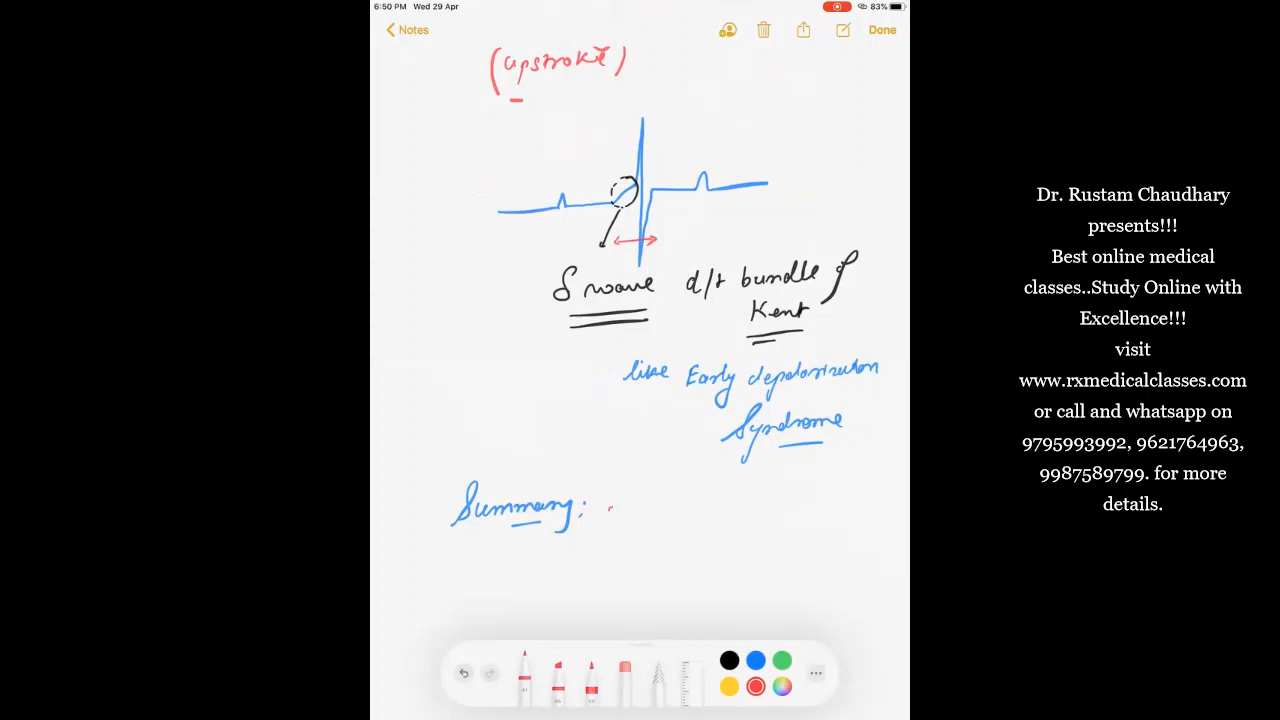 6:50 PM Wed 29 Apr
83%
Notes
Done
(upstroke)
δ wave d/t bundle of
Kent
like Early depolarization
Syndrome
Summary:
Dr. Rustam Chaudhary
presents!!!
Best online medical
classes..Study Online with
Excellence!!!
visit
www.rxmedicalclasses.com
or call and whatsapp on
9795993992, 9621764963,
9987589799. for more
details.